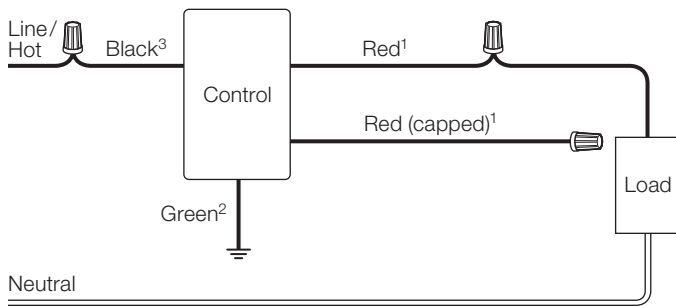 Line/
Hot
Black³
Red¹
Control
Red (capped)¹
Load
Green²
Neutral